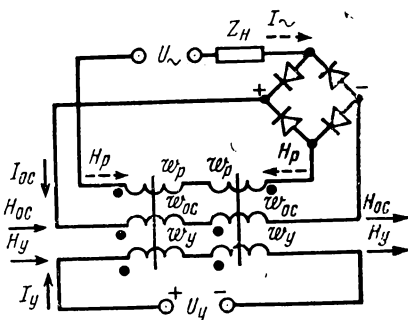 I~
Z_H
U~
+ −
H_p w_p w_p H_p
I_oc
w_oc w_oc
H_oc H_oc
H_y w_y w_y H_y
I_y + U_y −